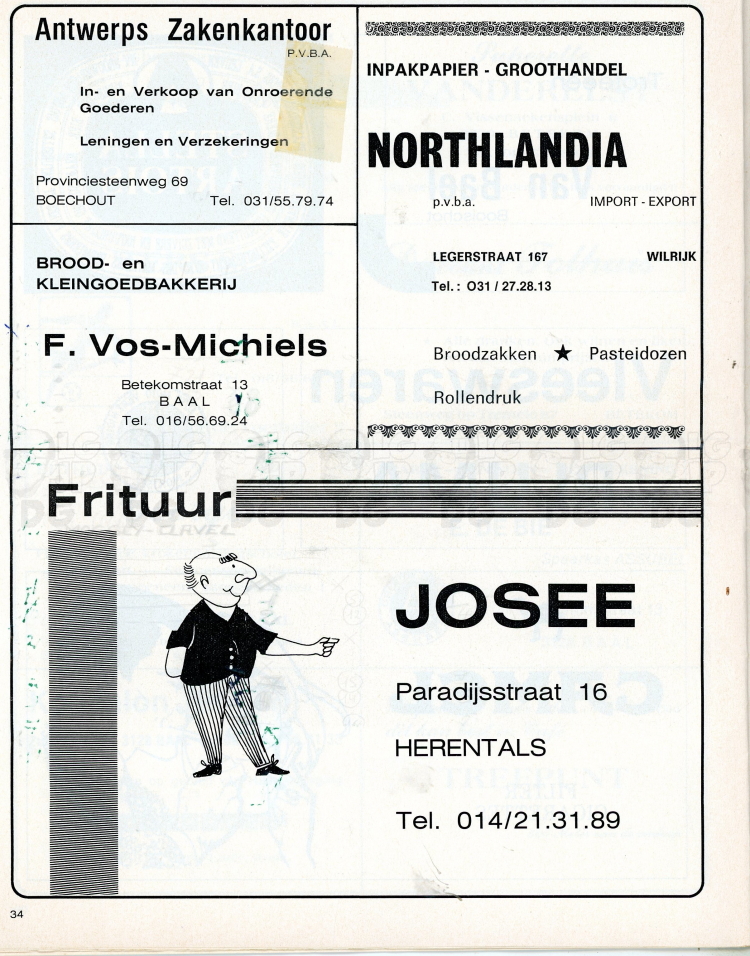 Antwerps Zakenkantoor
P.V.B.A.
In- en Verkoop van Onroerende
Goederen
Leningen en Verzekeringen
Provinciesteenweg 69
BOECHOUT Tel. 031/55.79.74
BROOD- en
KLEINGOEDBAKKERIJ
F. Vos-Michiels
Betekomstraat 13
BAAL
Tel. 016/56.69.24
INPAKPAPIER - GROOTHANDEL
NORTHLANDIA
p.v.b.a. IMPORT - EXPORT
LEGERSTRAAT 167 WILRIJK
Tel.: 031 / 27.28.13
Broodzakken ★ Pasteidozen
Rollendruk
Frituur
JOSEE
Paradijsstraat 16
HERENTALS
Tel. 014/21.31.89
34